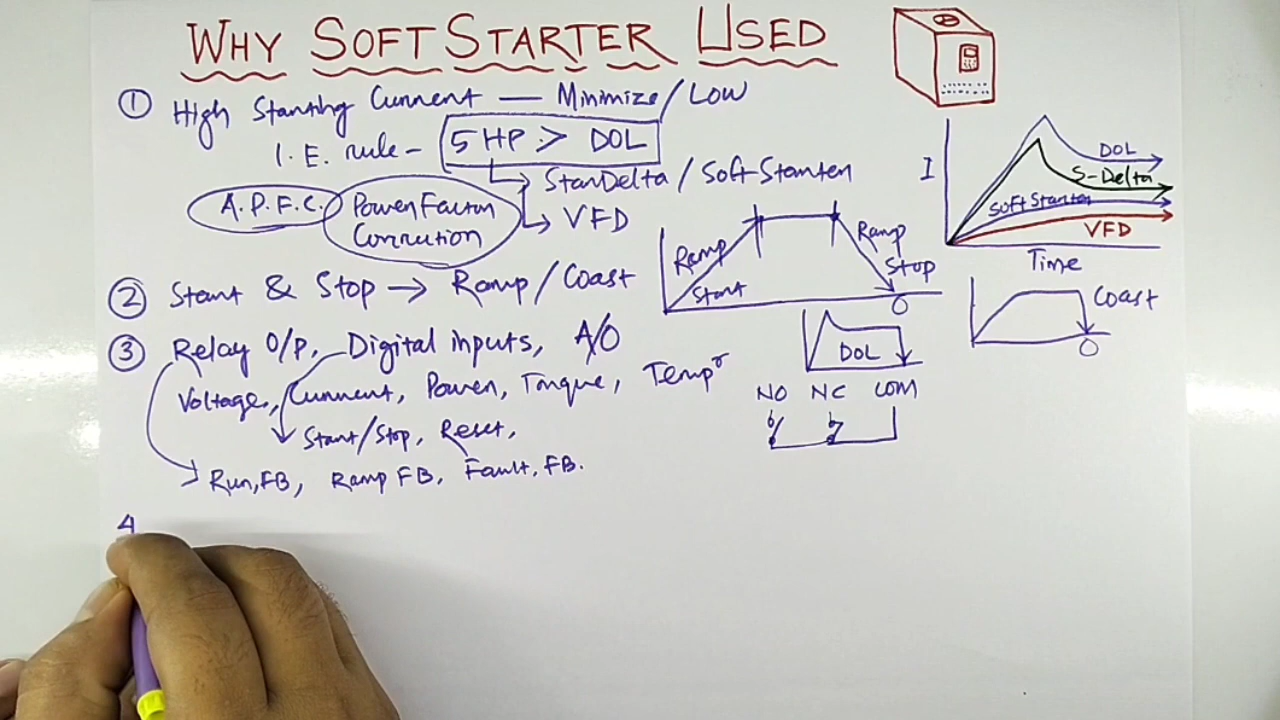 WHY SOFT STARTER USED
① High Starting Current — Minimize/Low
I.E. rule - 5 HP > DOL
StarDelta / Soft-Starter
A.P.F.C. Power Factor Corruction
VFD
② Start & Stop → Ramp/Coast
③ Relay O/P, Digital inputs, A/O
Voltage, Current, Power, Torque, Tempr
Start/Stop, Reset,
Run, FB, Ramp FB, Fault, FB.
4
I
DOL
S-Delta
Soft Starter
VFD
Time
Ramp
Start
Ramp
Stop
0
Coast
0
DOL
NO NC COM